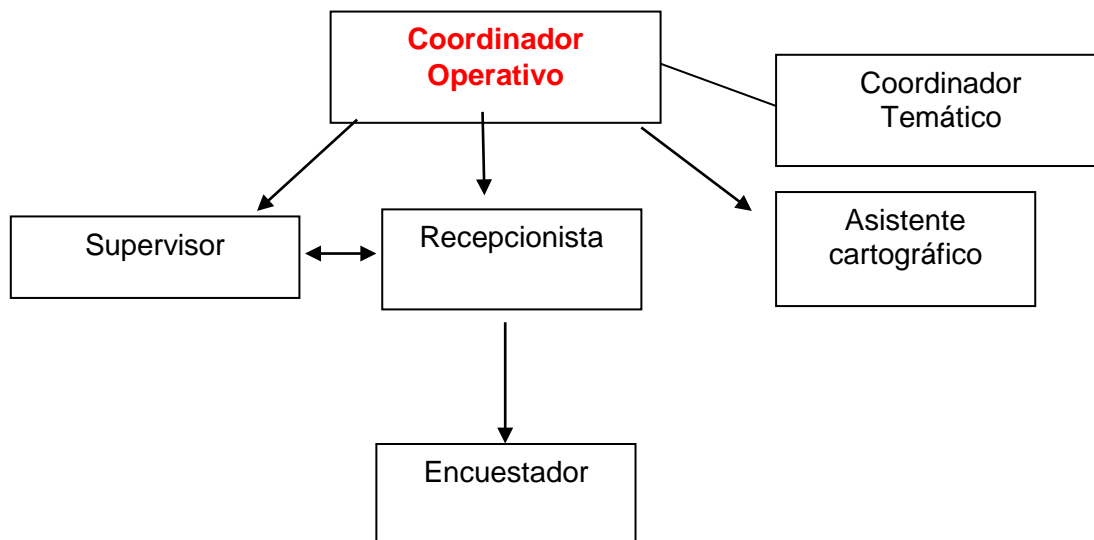 Coordinador
Operativo
Coordinador
Temático
Supervisor
Recepcionista
Asistente
cartográfico
Encuestador